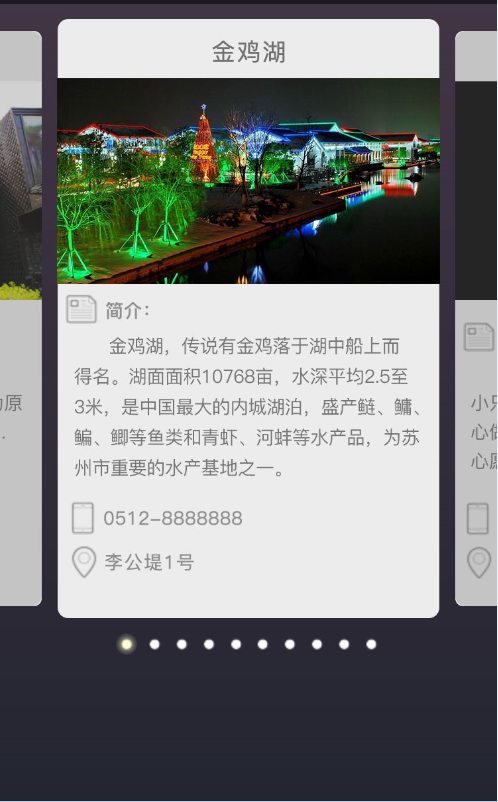 金鸡湖
简介：
金鸡湖，传说有金鸡落于湖中船上而
得名。湖面面积10768亩，水深平均2.5至
3米，是中国最大的内城湖泊，盛产鲢、鳙、
鳊、鲫等鱼类和青虾、河蚌等水产品，为苏
州市重要的水产基地之一。
0512-8888888
李公堤1号
原
小
心
心愿